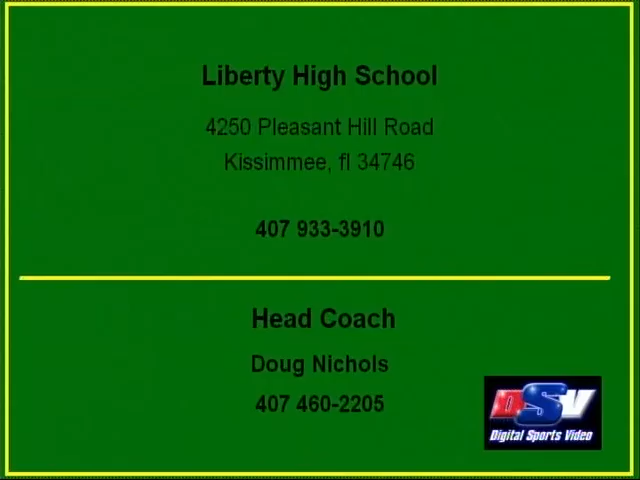 Liberty High School
4250 Pleasant Hill Road
Kissimmee, fl 34746
407 933-3910
Head Coach
Doug Nichols
407 460-2205
DSV
Digital Sports Video